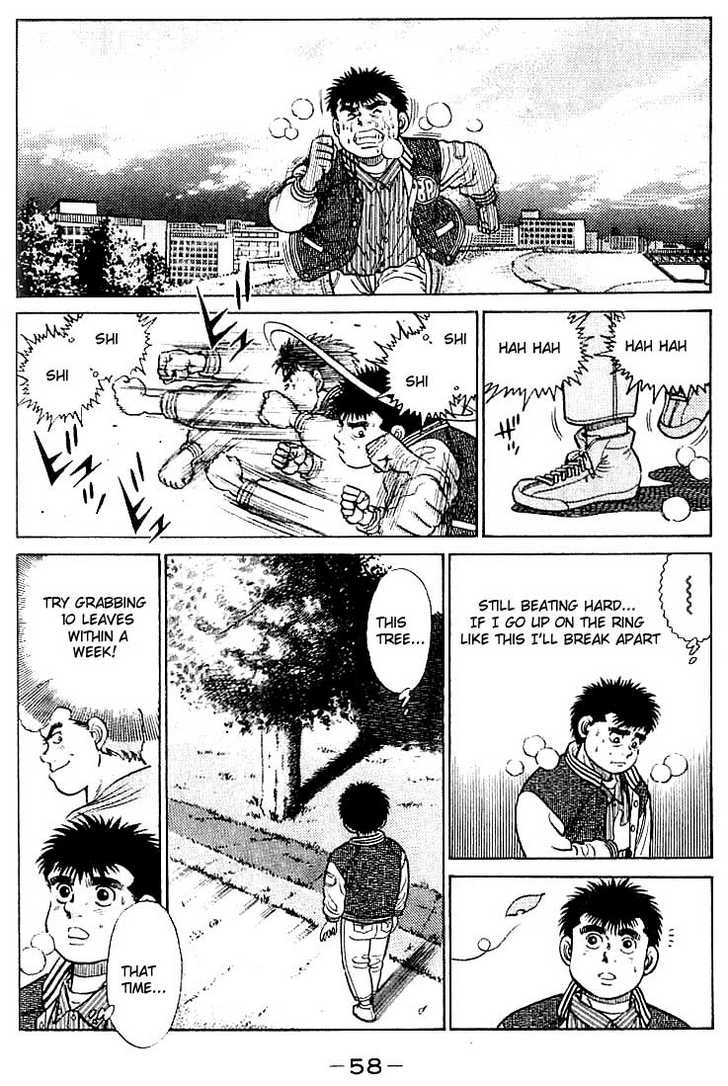 HAH HAH
HAH HAH
SHI
SHI
SHI
SHI
STILL BEATING HARD...
IF I GO UP ON THE RING
LIKE THIS I'LL BREAK APART
THIS
TREE...
TRY GRABBING
10 LEAVES
WITHIN A
WEEK!
THAT
TIME...
-58-